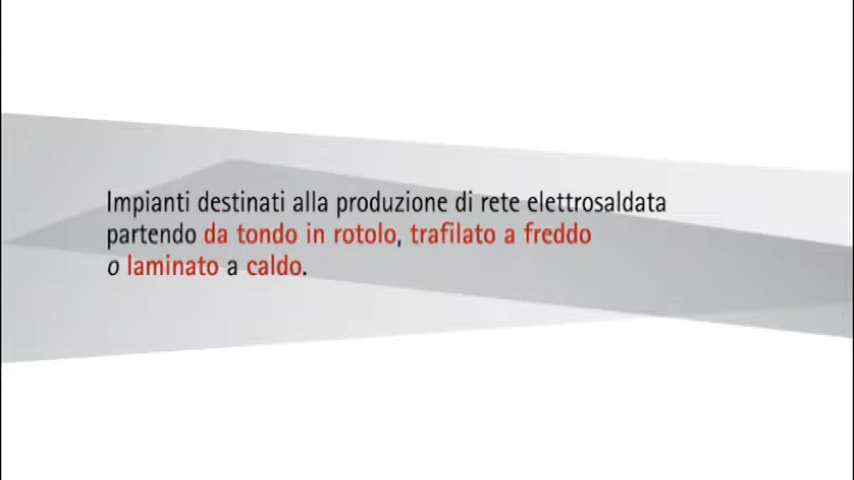 Impianti destinati alla produzione di rete elettrosaldata
partendo da tondo in rotolo, trafilato a freddo
o laminato a caldo.